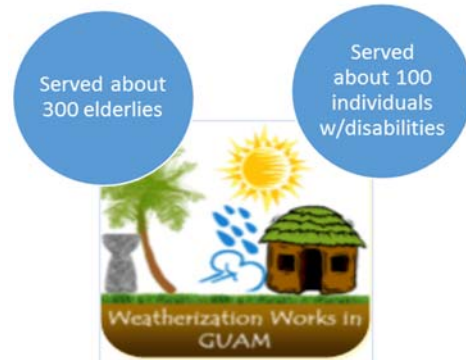 Served about
300 elderlies
Served
about 100
individuals
w/disabilities
Weatherization Works in
GUAM